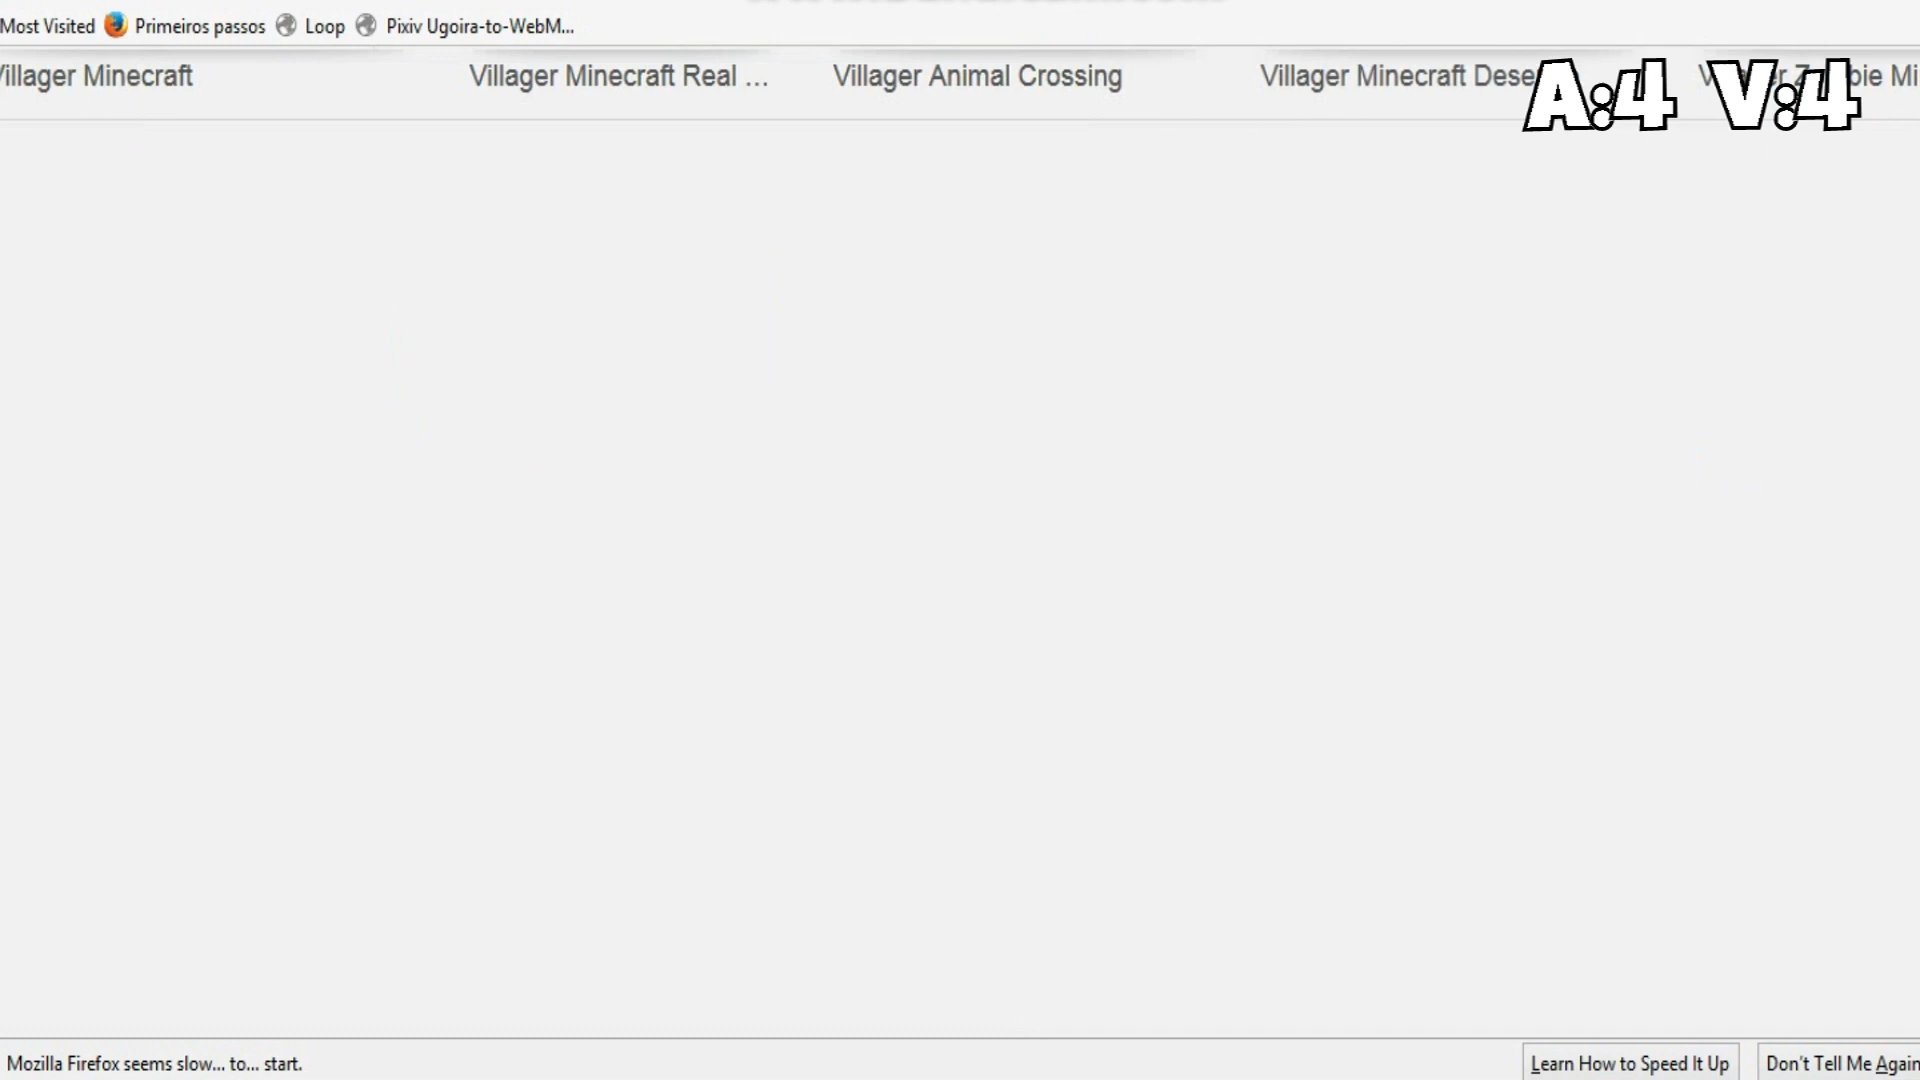 Most Visited Primeiros passos Loop Pixiv Ugoira-to-WebM...
Villager Minecraft Villager Minecraft Real ... Villager Animal Crossing Villager Minecraft Dese
A:4 V:4
Mozilla Firefox seems slow... to... start. Learn How to Speed It Up Don't Tell Me Again